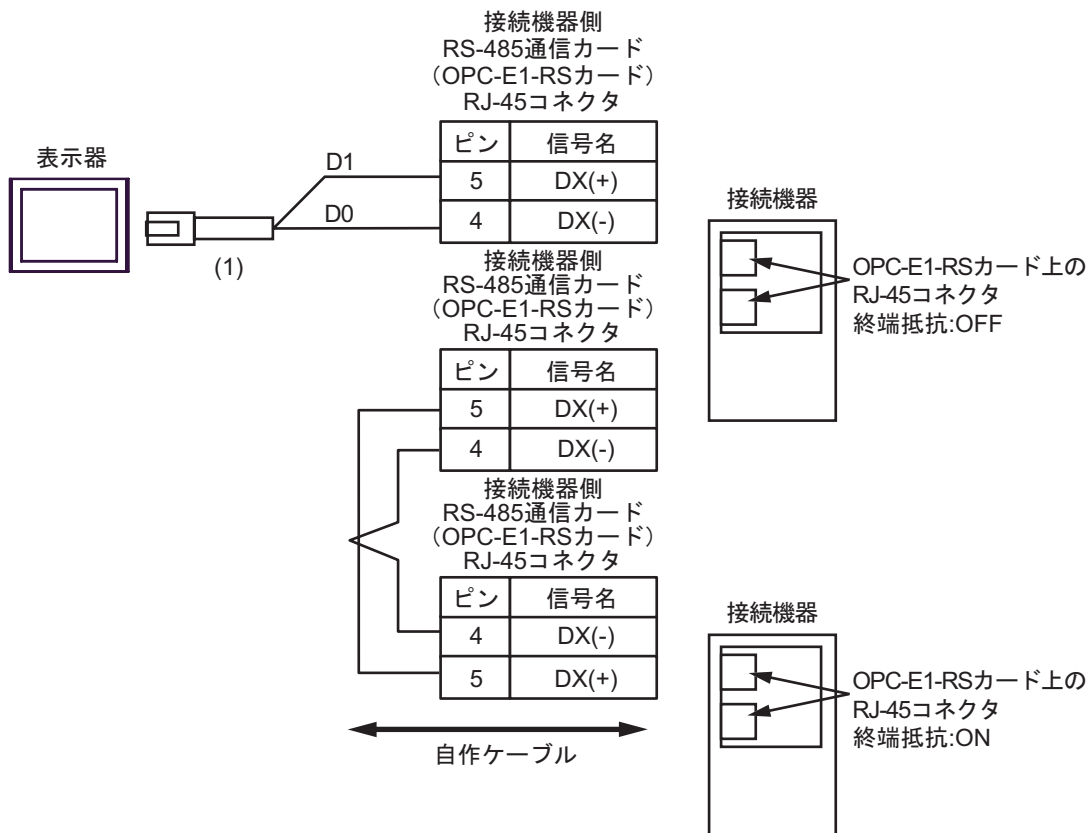 接続機器側
RS-485通信カード
（OPC-E1-RSカード）
RJ-45コネクタ
表示器
(1)
D1
D0
ピン 信号名
5 DX(+)
4 DX(-)
接続機器
OPC-E1-RSカード上の
RJ-45コネクタ
終端抵抗:OFF
接続機器側
RS-485通信カード
（OPC-E1-RSカード）
RJ-45コネクタ
ピン 信号名
5 DX(+)
4 DX(-)
接続機器側
RS-485通信カード
（OPC-E1-RSカード）
RJ-45コネクタ
ピン 信号名
4 DX(-)
5 DX(+)
自作ケーブル
接続機器
OPC-E1-RSカード上の
RJ-45コネクタ
終端抵抗:ON